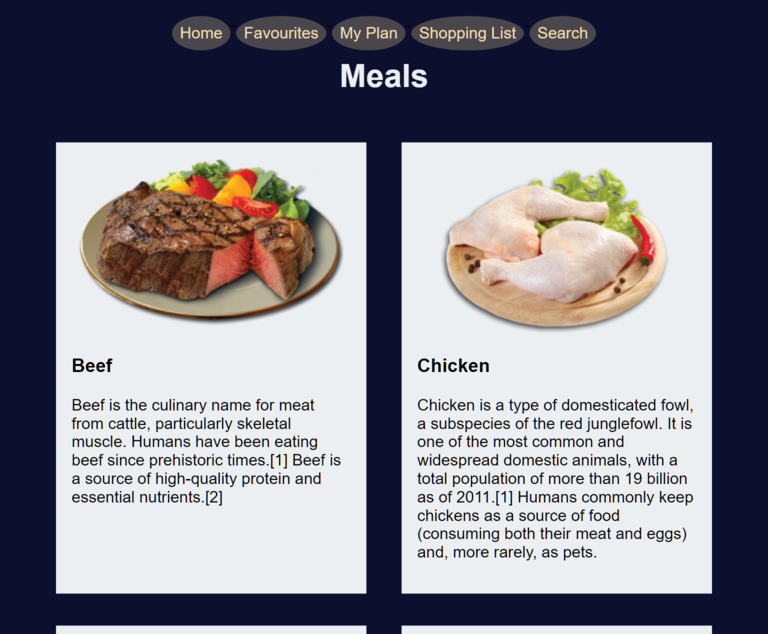 Home Favourites My Plan Shopping List Search
Meals
Beef
Beef is the culinary name for meat
from cattle, particularly skeletal
muscle. Humans have been eating
beef since prehistoric times.[1] Beef is
a source of high-quality protein and
essential nutrients.[2]
Chicken
Chicken is a type of domesticated fowl,
a subspecies of the red junglefowl. It is
one of the most common and
widespread domestic animals, with a
total population of more than 19 billion
as of 2011.[1] Humans commonly keep
chickens as a source of food
(consuming both their meat and eggs)
and, more rarely, as pets.